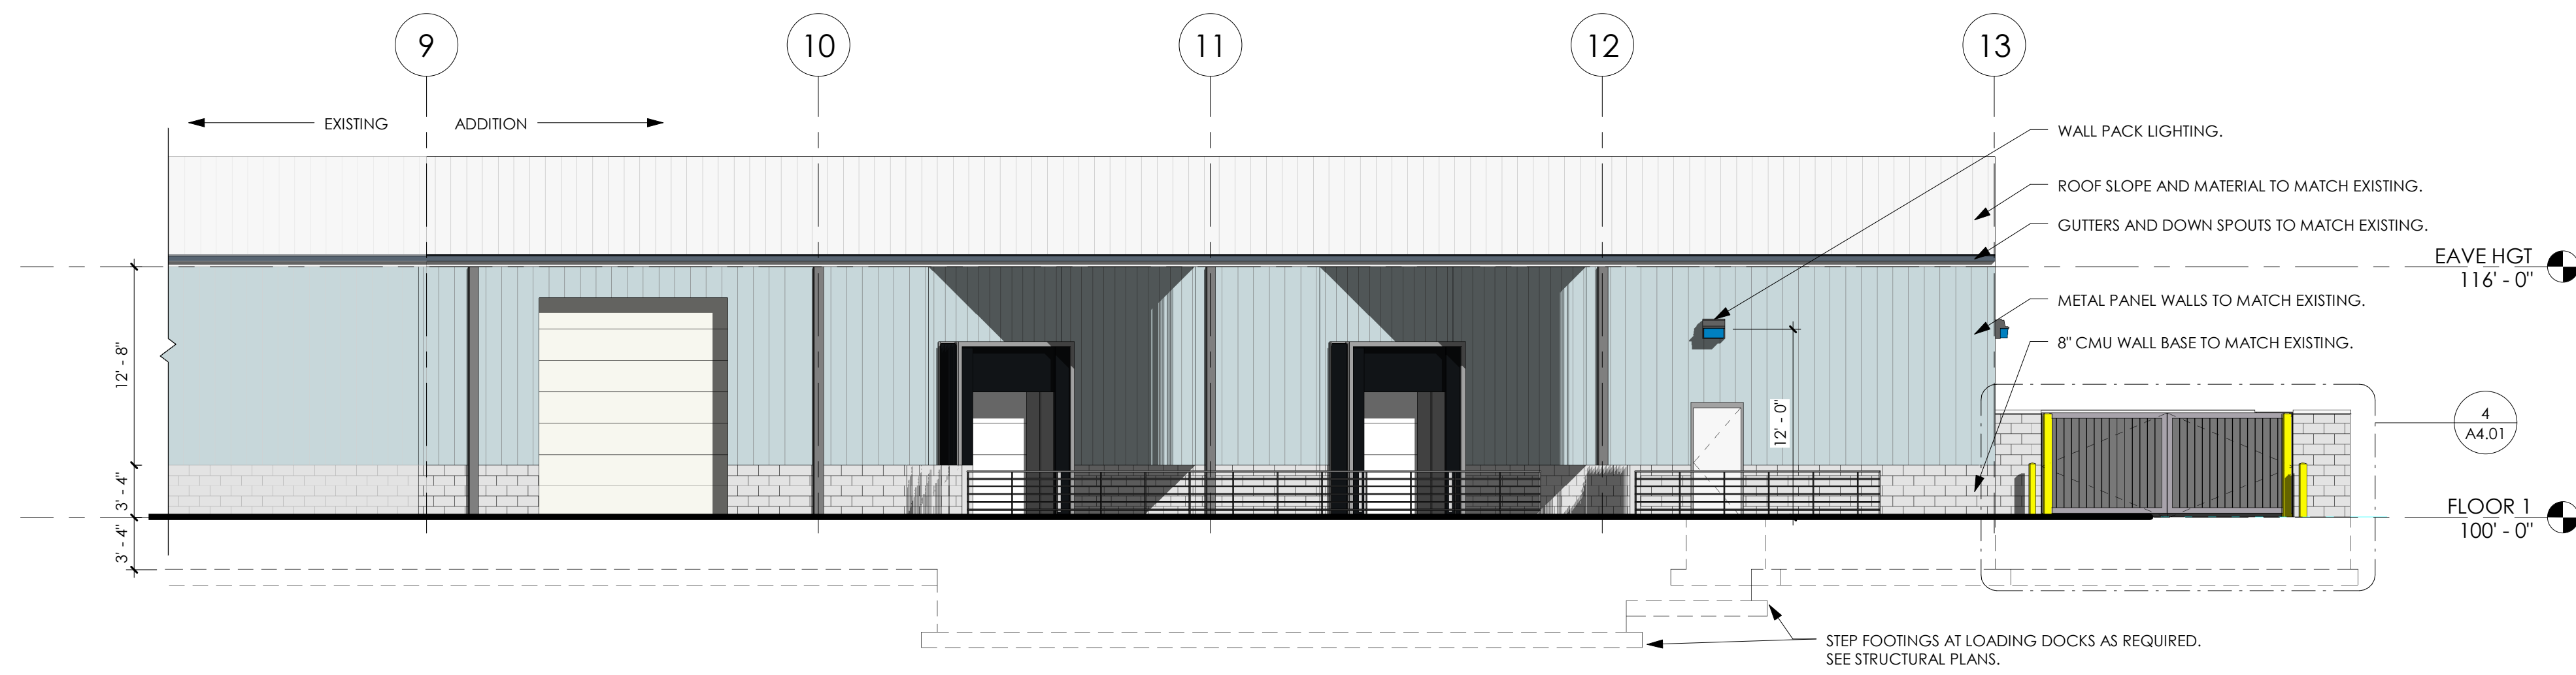 9
10
11
12
13
EXISTING
ADDITION
WALL PACK LIGHTING.
ROOF SLOPE AND MATERIAL TO MATCH EXISTING.
GUTTERS AND DOWN SPOUTS TO MATCH EXISTING.
EAVE HGT
116' - 0"
METAL PANEL WALLS TO MATCH EXISTING.
8" CMU WALL BASE TO MATCH EXISTING.
12' - 8"
3' - 4"
3' - 4"
12' - 0"
4
A4.01
FLOOR 1
100' - 0"
STEP FOOTINGS AT LOADING DOCKS AS REQUIRED.
SEE STRUCTURAL PLANS.